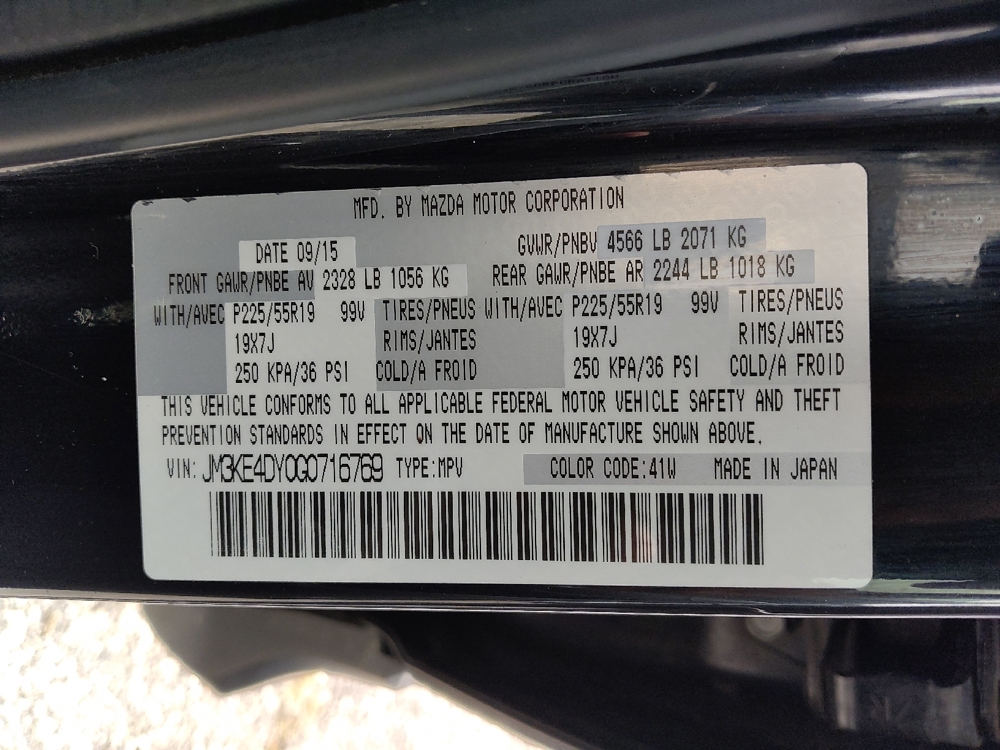 MFD. BY MAZDA MOTOR CORPORATION
DATE 09/15 GVWR/PNBV 4566 LB 2071 KG
FRONT GAWR/PNBE AV 2328 LB 1056 KG REAR GAWR/PNBE AR 2244 LB 1018 KG
WITH/AVEC P225/55R19 99V TIRES/PNEUS WITH/AVEC P225/55R19 99V TIRES/PNEUS
19X7J RIMS/JANTES 19X7J RIMS/JANTES
250 KPA/36 PSI COLD/A FROID 250 KPA/36 PSI COLD/A FROID
THIS VEHICLE CONFORMS TO ALL APPLICABLE FEDERAL MOTOR VEHICLE SAFETY AND THEFT
PREVENTION STANDARDS IN EFFECT ON THE DATE OF MANUFACTURE SHOWN ABOVE.
VIN: JM3KE4DY0G0716769 TYPE:MPV COLOR CODE:41W MADE IN JAPAN